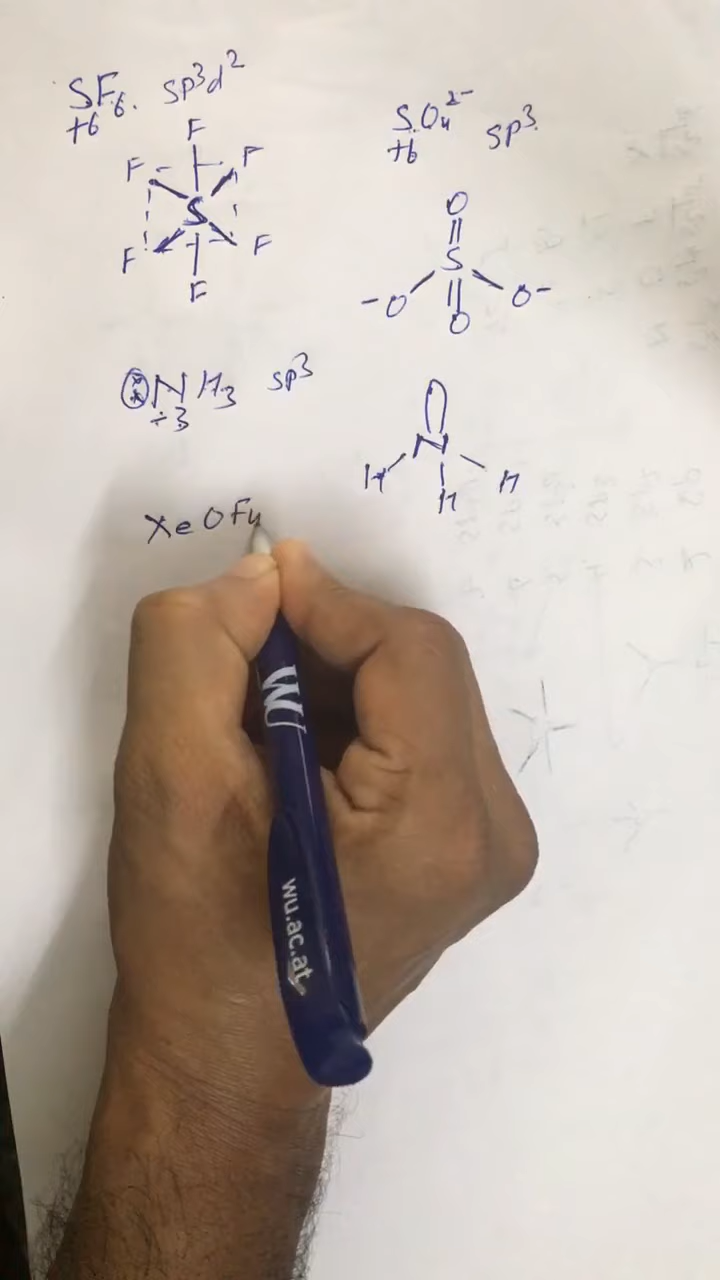 SF6. sp3d2
+6
F
F F
S
F F
F
SO4 2-
+6
sp3
O
S
-O O-
O
NH3 sp3
÷3
N
H H H
XeOF4
WU
wu.ac.at